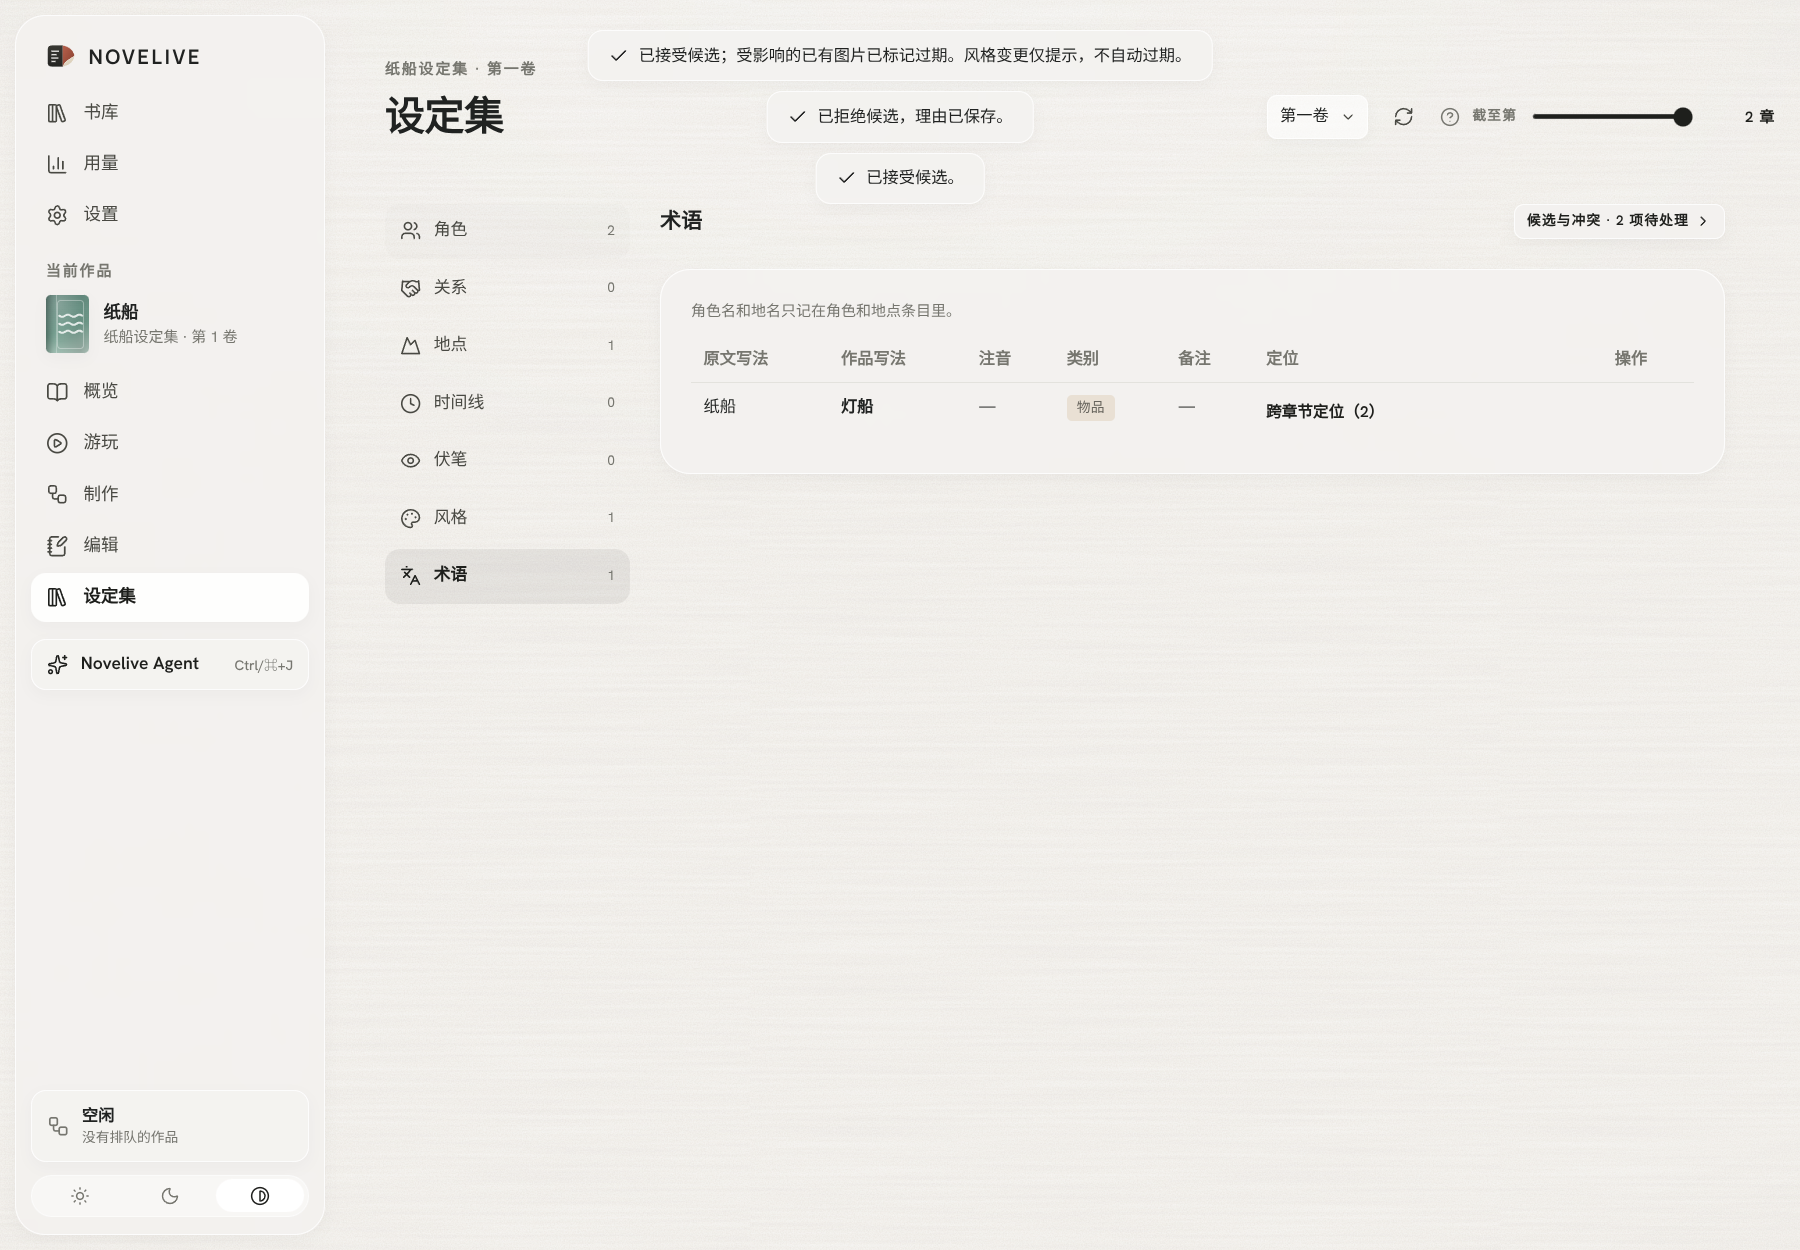 NOVELIVE
书库
用量
设置
当前作品
纸船
纸船设定集 · 第 1 卷
概览
游玩
制作
编辑
设定集
Novelive Agent Ctrl/⌘+J
空闲
没有排队的作品
已接受候选；受影响的已有图片已标记过期。风格变更仅提示，不自动过期。
已拒绝候选，理由已保存。
已接受候选。
纸船设定集 · 第一卷
设定集
第一卷 截至第 2 章
角色 2
关系 0
地点 1
时间线 0
伏笔 0
风格 1
术语 1
术语
候选与冲突 · 2 项待处理
角色名和地名只记在角色和地点条目里。
原文写法 作品写法 注音 类别 备注 定位 操作
纸船 灯船 — 物品 — 跨章节定位（2）